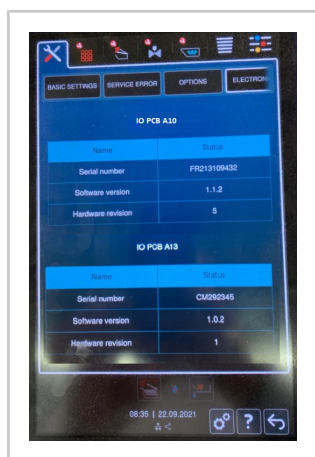 BASIC SETTINGS SERVICE ERROR OPTIONS ELECTRON
IO PCB A10
Name Status
Serial number FR213109432
Software version 1.1.2
Hardware revision 5
IO PCB A13
Name Status
Serial number CM292345
Software version 1.0.2
Hardware revision 1
08:35 | 22.09.2021
?